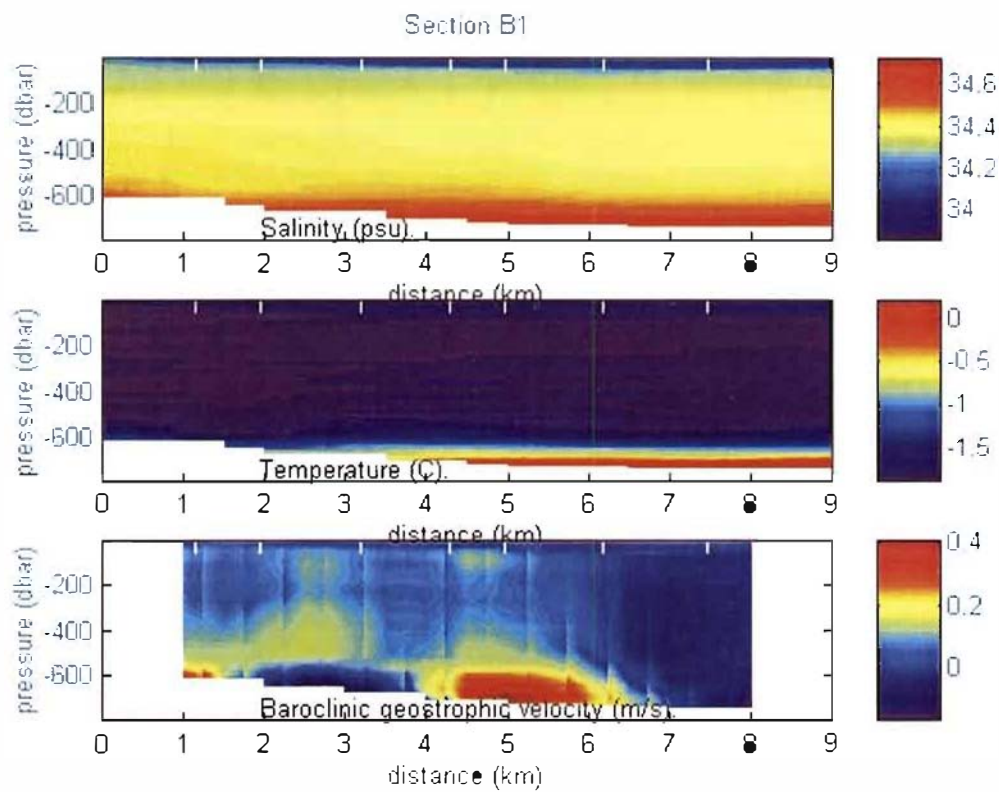 Section B1
pressure (dbar)
-200
-400
-600
Salinity (psu).
0 1 2 3 4 5 6 7 8 9
distance (km)
34.6
34.4
34.2
34
pressure (dbar)
-200
-400
-600
Temperature (C).
0 1 2 3 4 5 6 7 8 9
distance (km)
0
-0.5
-1
-1.5
pressure (dbar)
-200
-400
-600
Baroclinic geostrophic velocity (m/s).
0 1 2 3 4 5 6 7 8 9
distance (km)
0.4
0.2
0